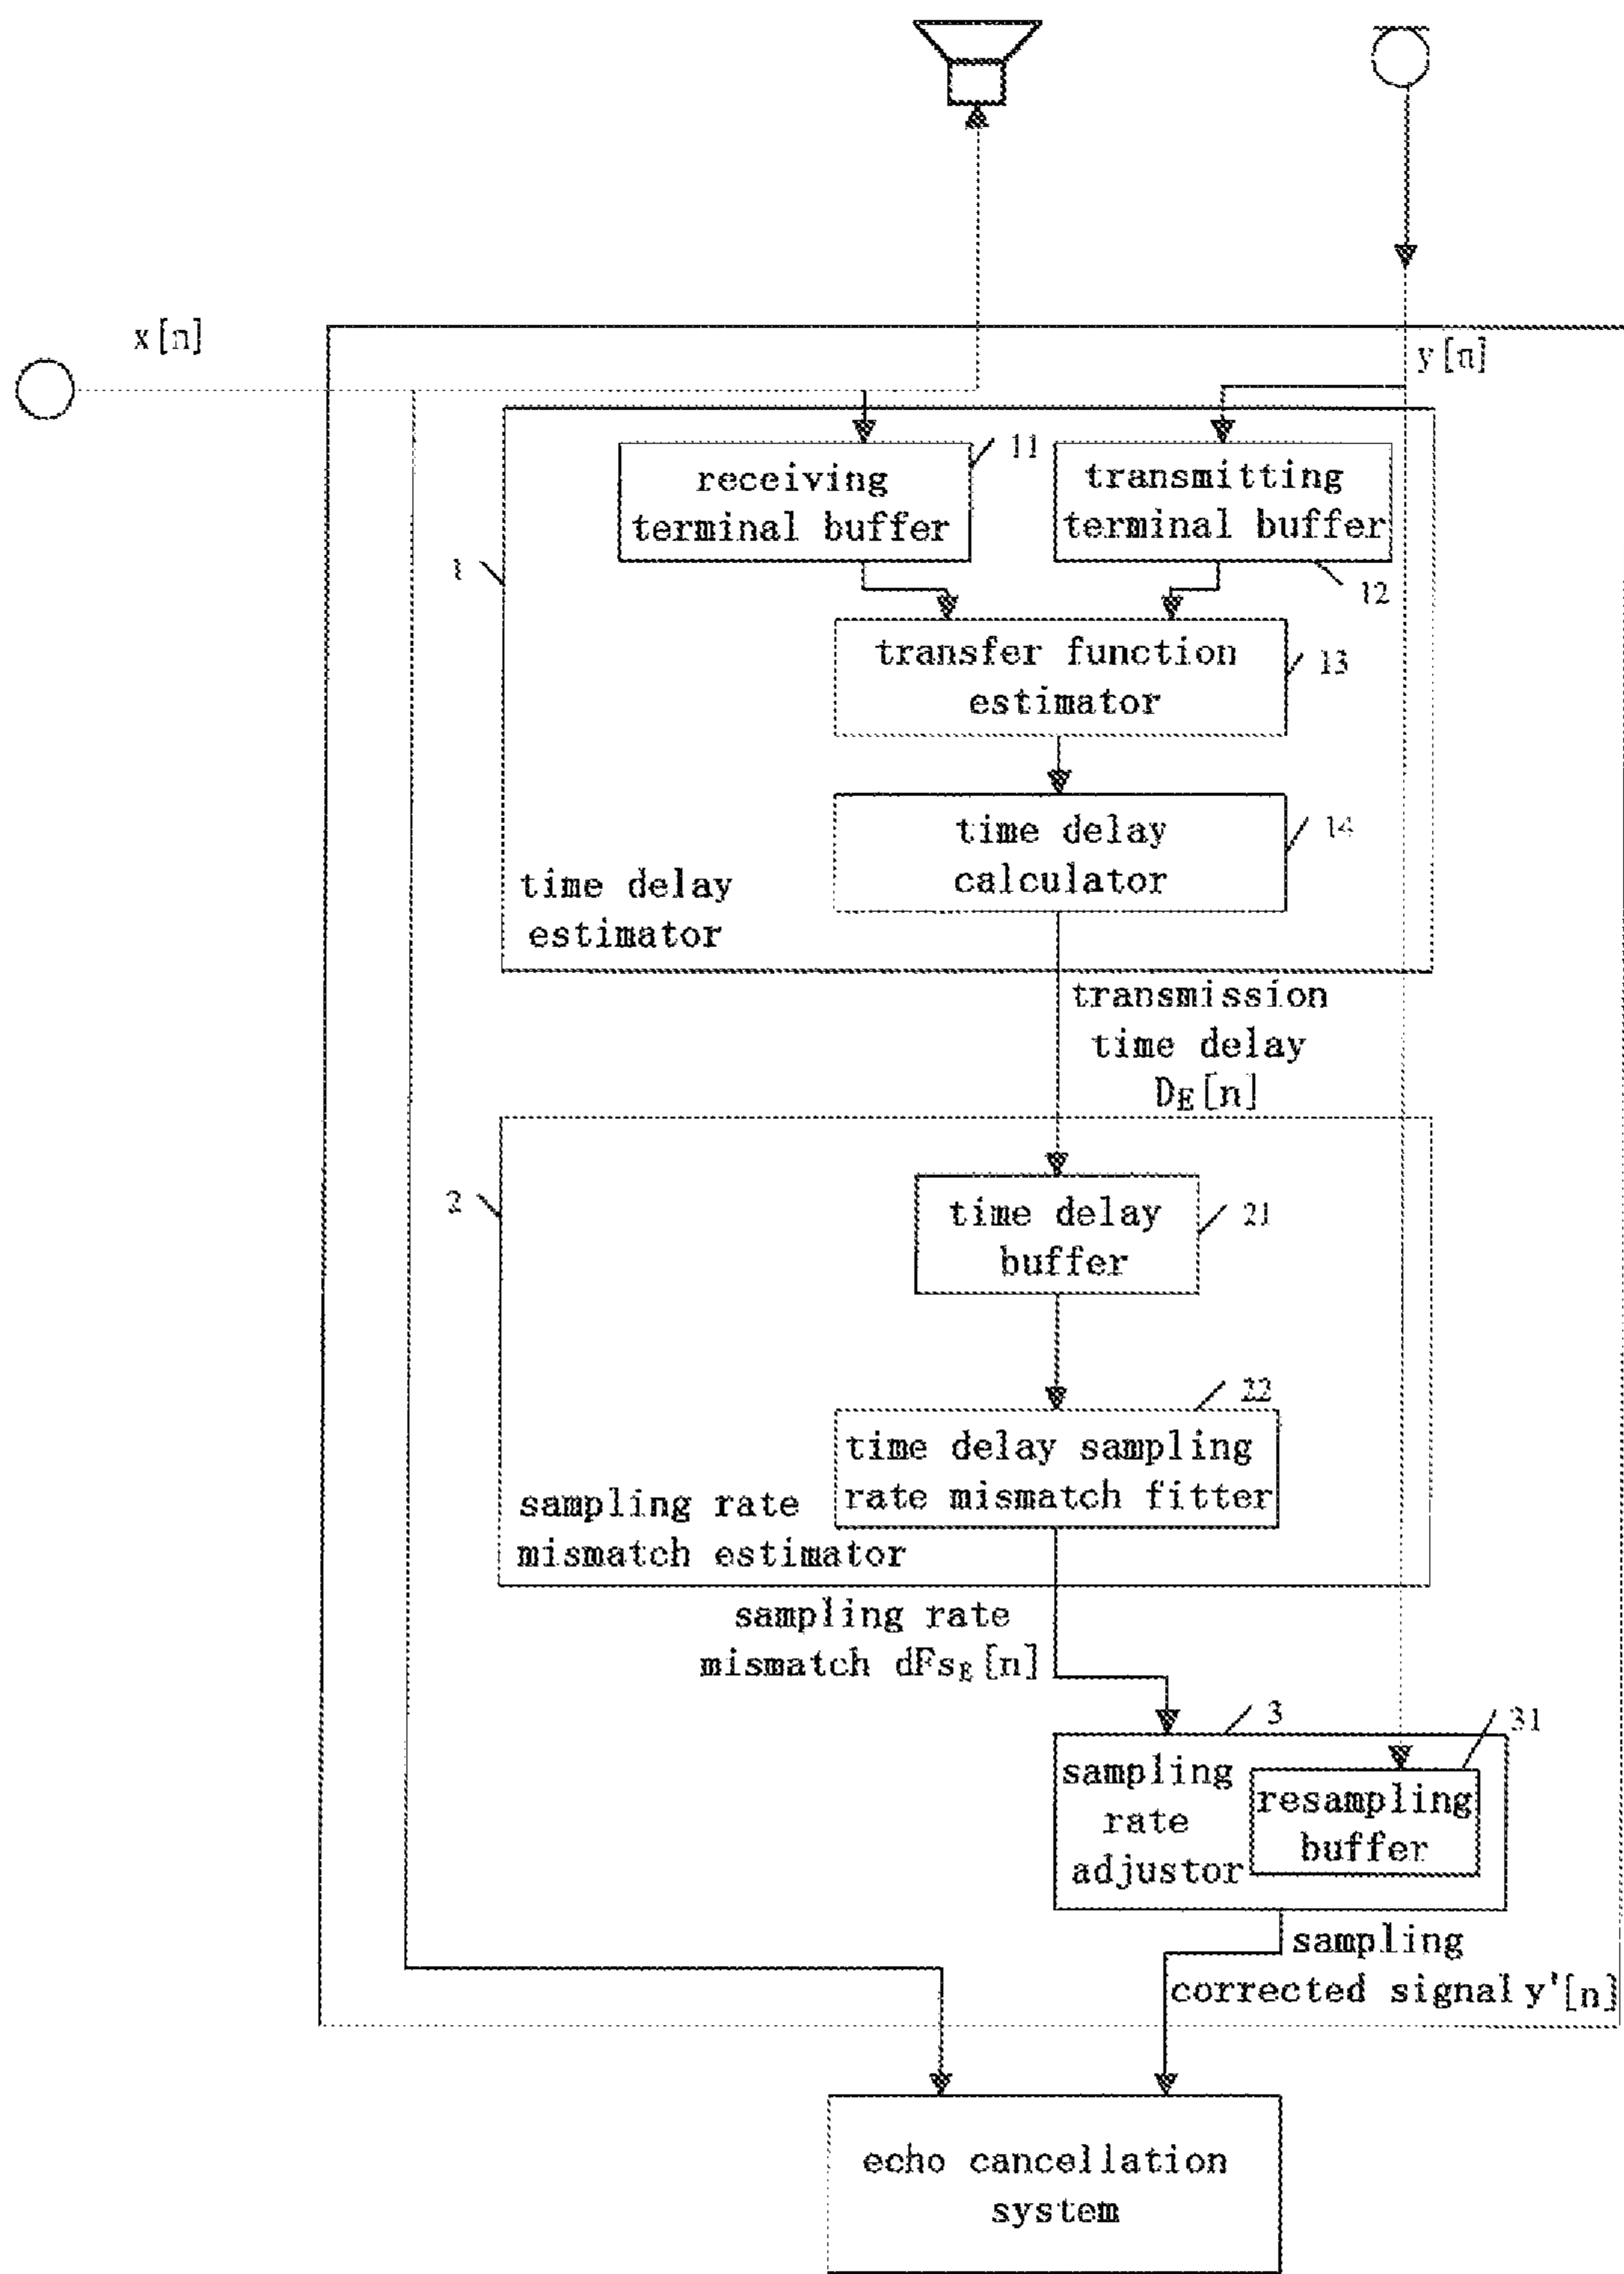 x[n]
y[n]
receiving
terminal buffer
11
transmitting
terminal buffer
12
1
transfer function
estimator
13
time delay
calculator
14
time delay
estimator
transmission
time delay
D_E[n]
2
time delay
buffer
21
22
time delay sampling
rate mismatch fitter
sampling rate
mismatch estimator
sampling rate
mismatch dFs_E[n]
3
31
sampling
rate
adjustor
resampling
buffer
sampling
corrected signal y'[n]
echo cancellation
system